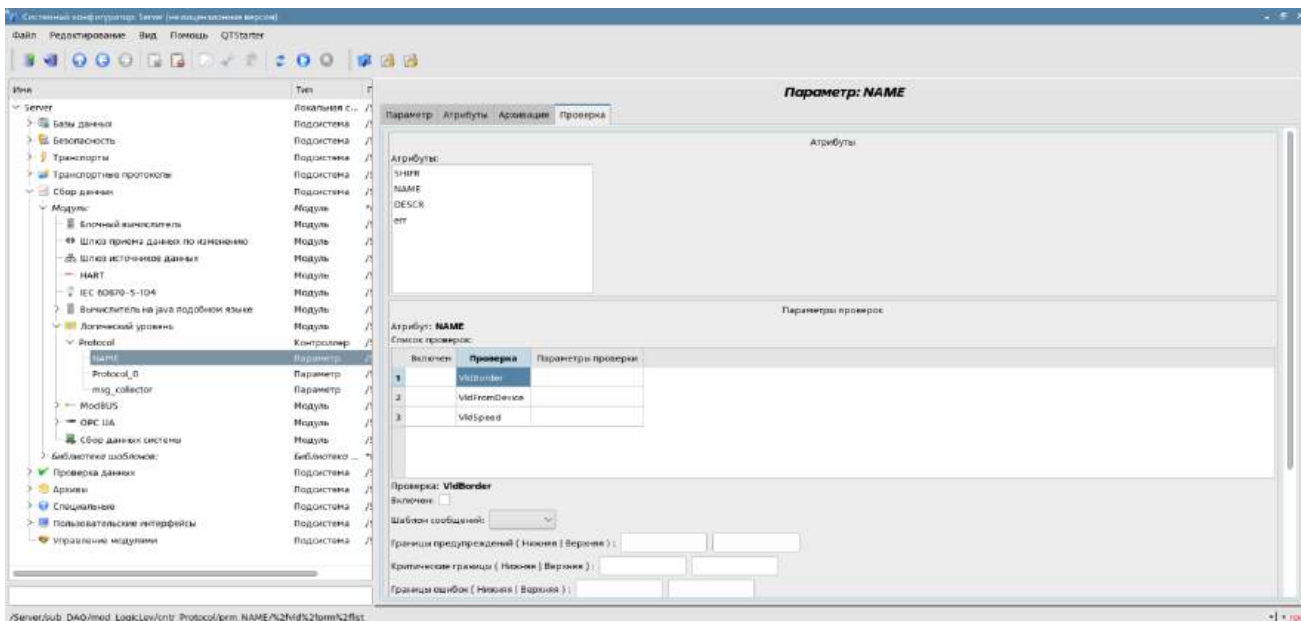 Системный конфигуратор: Server (не лицензионная версия)
Файл Редактирование Вид Помощь QTStarter
Имя Тип
Параметр: NAME
Server Локальная с...
Базы данных Подсистема
Безопасность Подсистема
Транспорты Подсистема
Транспортные протоколы Подсистема
Сбор данных Подсистема
Модуль: Модуль
Блочный вычислитель Модуль
Шлюз приема данных по изменению Модуль
Шлюз источников данных Модуль
HART Модуль
IEC 60870-5-104 Модуль
Вычислитель на java подобном языке Модуль
Логический уровень Модуль
Protocol Контроллер
NAME Параметр
Protocol_0 Параметр
msg_collector Параметр
ModBUS Модуль
OPC UA Модуль
Сбор данных системы Модуль
Библиотека шаблонов: Библиотека ...
Проверка данных Подсистема
Архивы Подсистема
Специальные Подсистема
Пользовательские интерфейсы Подсистема
Управление модулями Подсистема
Параметр Атрибуты Архивация Проверка
Атрибуты
Атрибуты:
SHIFR
NAME
DESCR
err
Параметры проверок
Атрибут: NAME
Список проверок:
Включен Проверка Параметры проверки
1 VldBorder
2 VldFromDevice
3 VldSpeed
Проверка: VldBorder
Включен:
Шаблон сообщений:
Границы предупреждений ( Нижняя | Верхняя ) :
Критические границы ( Нижняя | Верхняя ) :
Границы ошибок ( Нижняя | Верхняя ) :
/Server/sub_DAQ/mod_LogicLev/cntr_Protocol/prm_NAME/%2fvld%2form%2flst